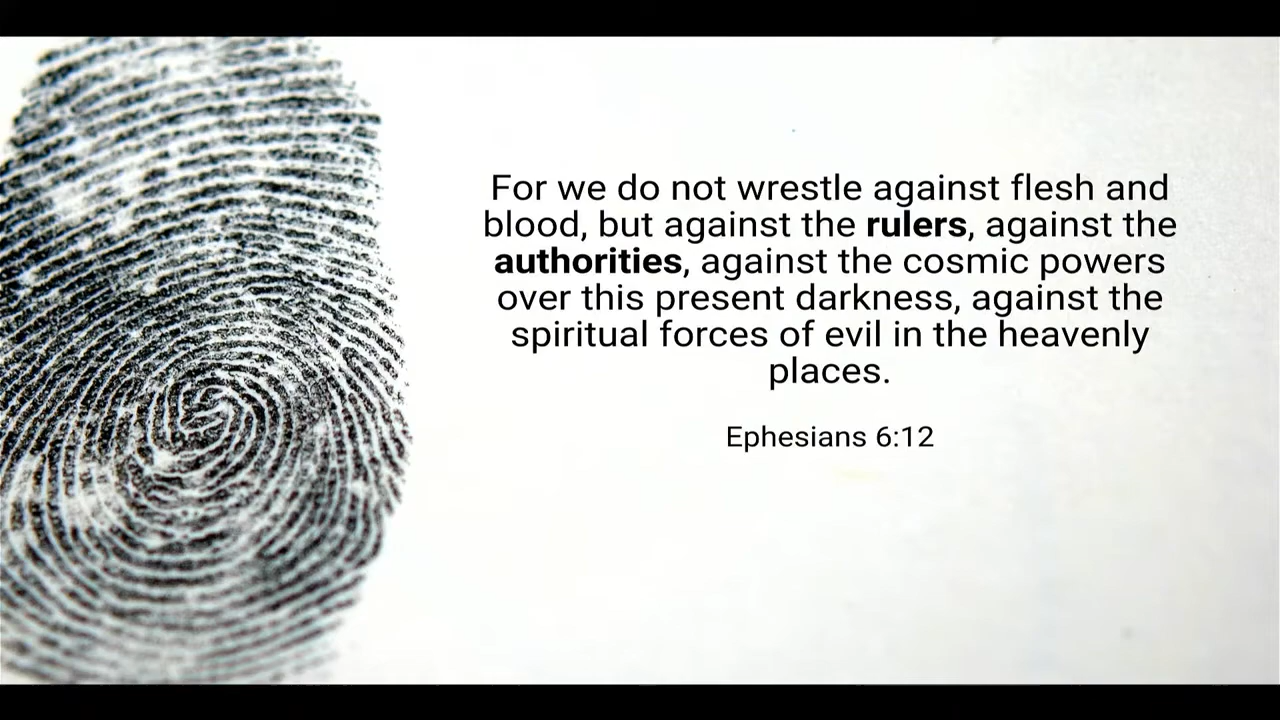 For we do not wrestle against flesh and
blood, but against the rulers, against the
authorities, against the cosmic powers
over this present darkness, against the
spiritual forces of evil in the heavenly
places.
Ephesians 6:12